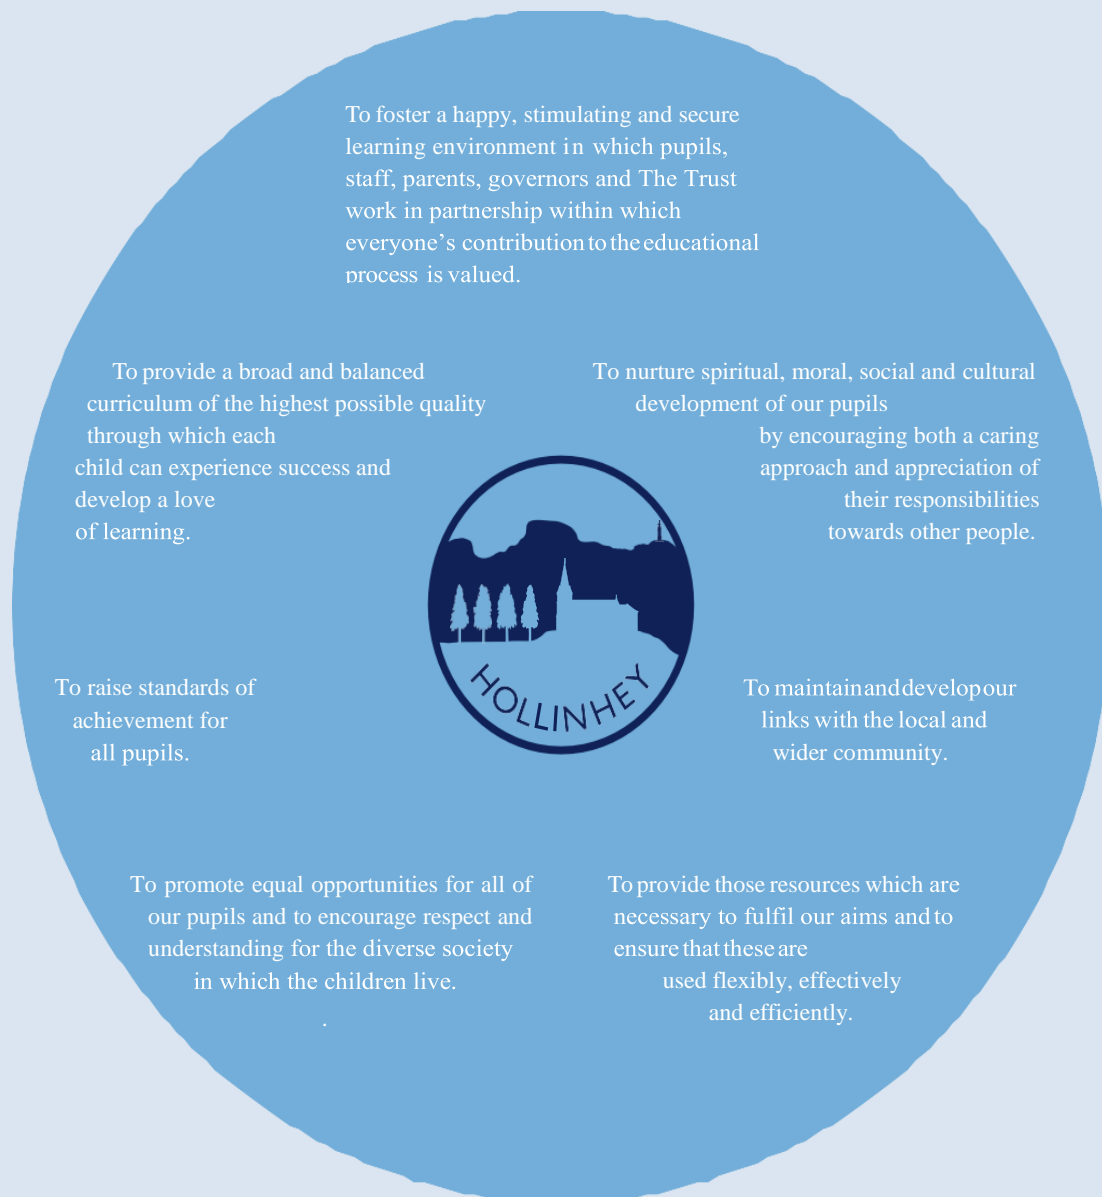 To foster a happy, stimulating and secure
learning environment in which pupils,
staff, parents, governors and The Trust
work in partnership within which
everyone’s contribution to the educational
process is valued.
To provide a broad and balanced
curriculum of the highest possible quality
through which each
child can experience success and
develop a love
of learning.
To nurture spiritual, moral, social and cultural
development of our pupils
by encouraging both a caring
approach and appreciation of
their responsibilities
towards other people.
HOLLINHEY
To raise standards of
achievement for
all pupils.
To maintain and develop our
links with the local and
wider community.
To promote equal opportunities for all of
our pupils and to encourage respect and
understanding for the diverse society
in which the children live.
.
To provide those resources which are
necessary to fulfil our aims and to
ensure that these are
used flexibly, effectively
and efficiently.